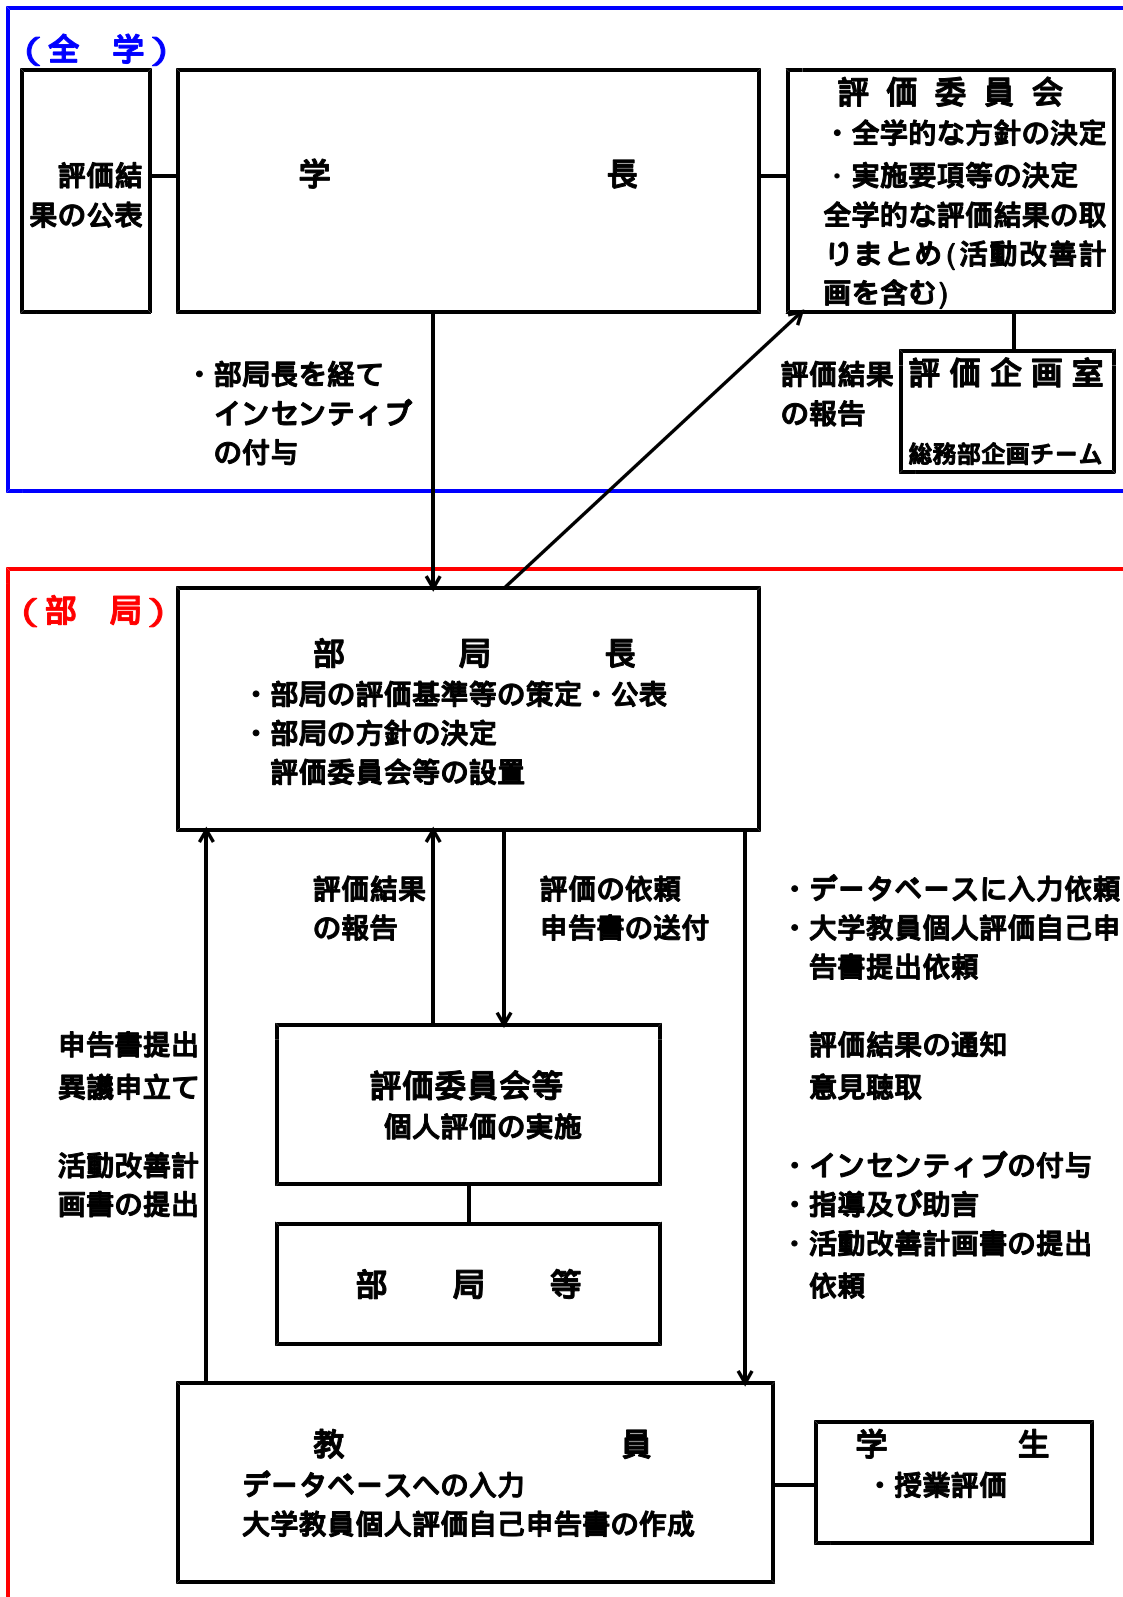 （全　学）
評価結
果の公表
学　長
評価委員会
・全学的な方針の決定
・実施要項等の決定
全学的な評価結果の取
りまとめ(活動改善計
画を含む)
・部局長を経て
インセンティブ
の付与
評価結果
の報告
評価企画室
総務部企画チーム
（部　局）
部　局　長
・部局の評価基準等の策定・公表
・部局の方針の決定
評価委員会等の設置
評価結果
の報告
評価の依頼
申告書の送付
・データベースに入力依頼
・大学教員個人評価自己申
告書提出依頼
評価結果の通知
意見聴取
・インセンティブの付与
・指導及び助言
・活動改善計画書の提出
依頼
申告書提出
異議申立て
活動改善計
画書の提出
評価委員会等
個人評価の実施
部　局　等
教　員
データベースへの入力
大学教員個人評価自己申告書の作成
学　生
・授業評価